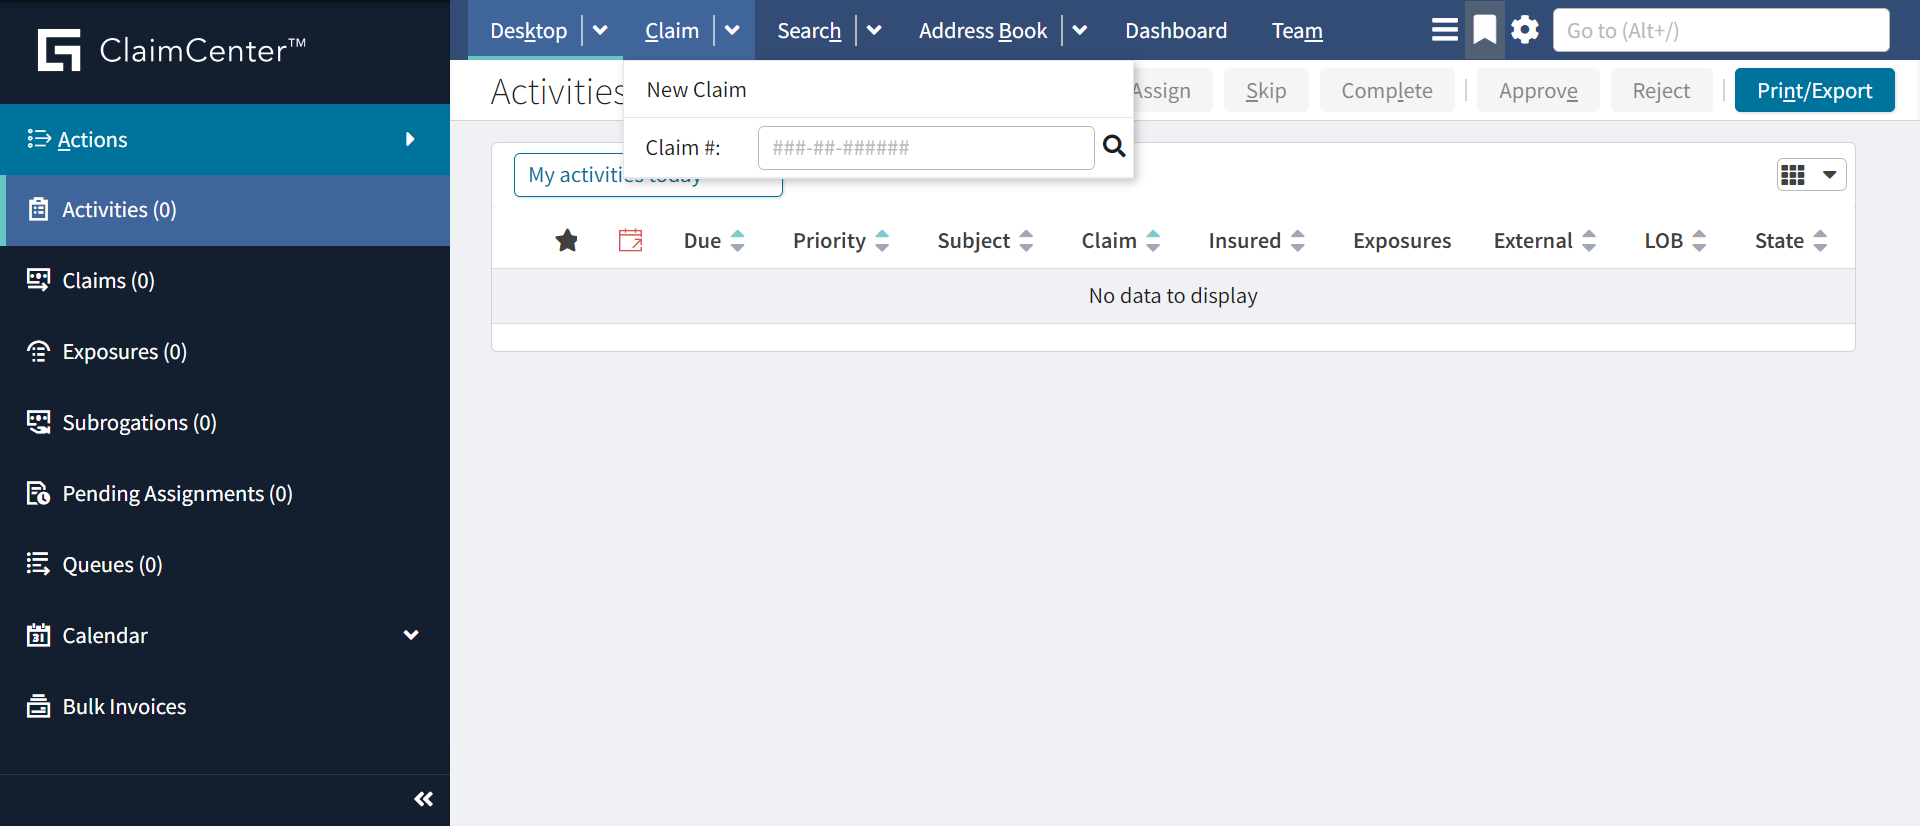 ClaimCenter™
Desktop
Claim
Search
Address Book
Dashboard
Team
Go to (Alt+/)
Actions
Activities (0)
Claims (0)
Exposures (0)
Subrogations (0)
Pending Assignments (0)
Queues (0)
Calendar
Bulk Invoices
Activities
New Claim
Claim #:
###-##-######
Assign
Skip
Complete
Approve
Reject
Print/Export
My activities today
Due
Priority
Subject
Claim
Insured
Exposures
External
LOB
State
No data to display